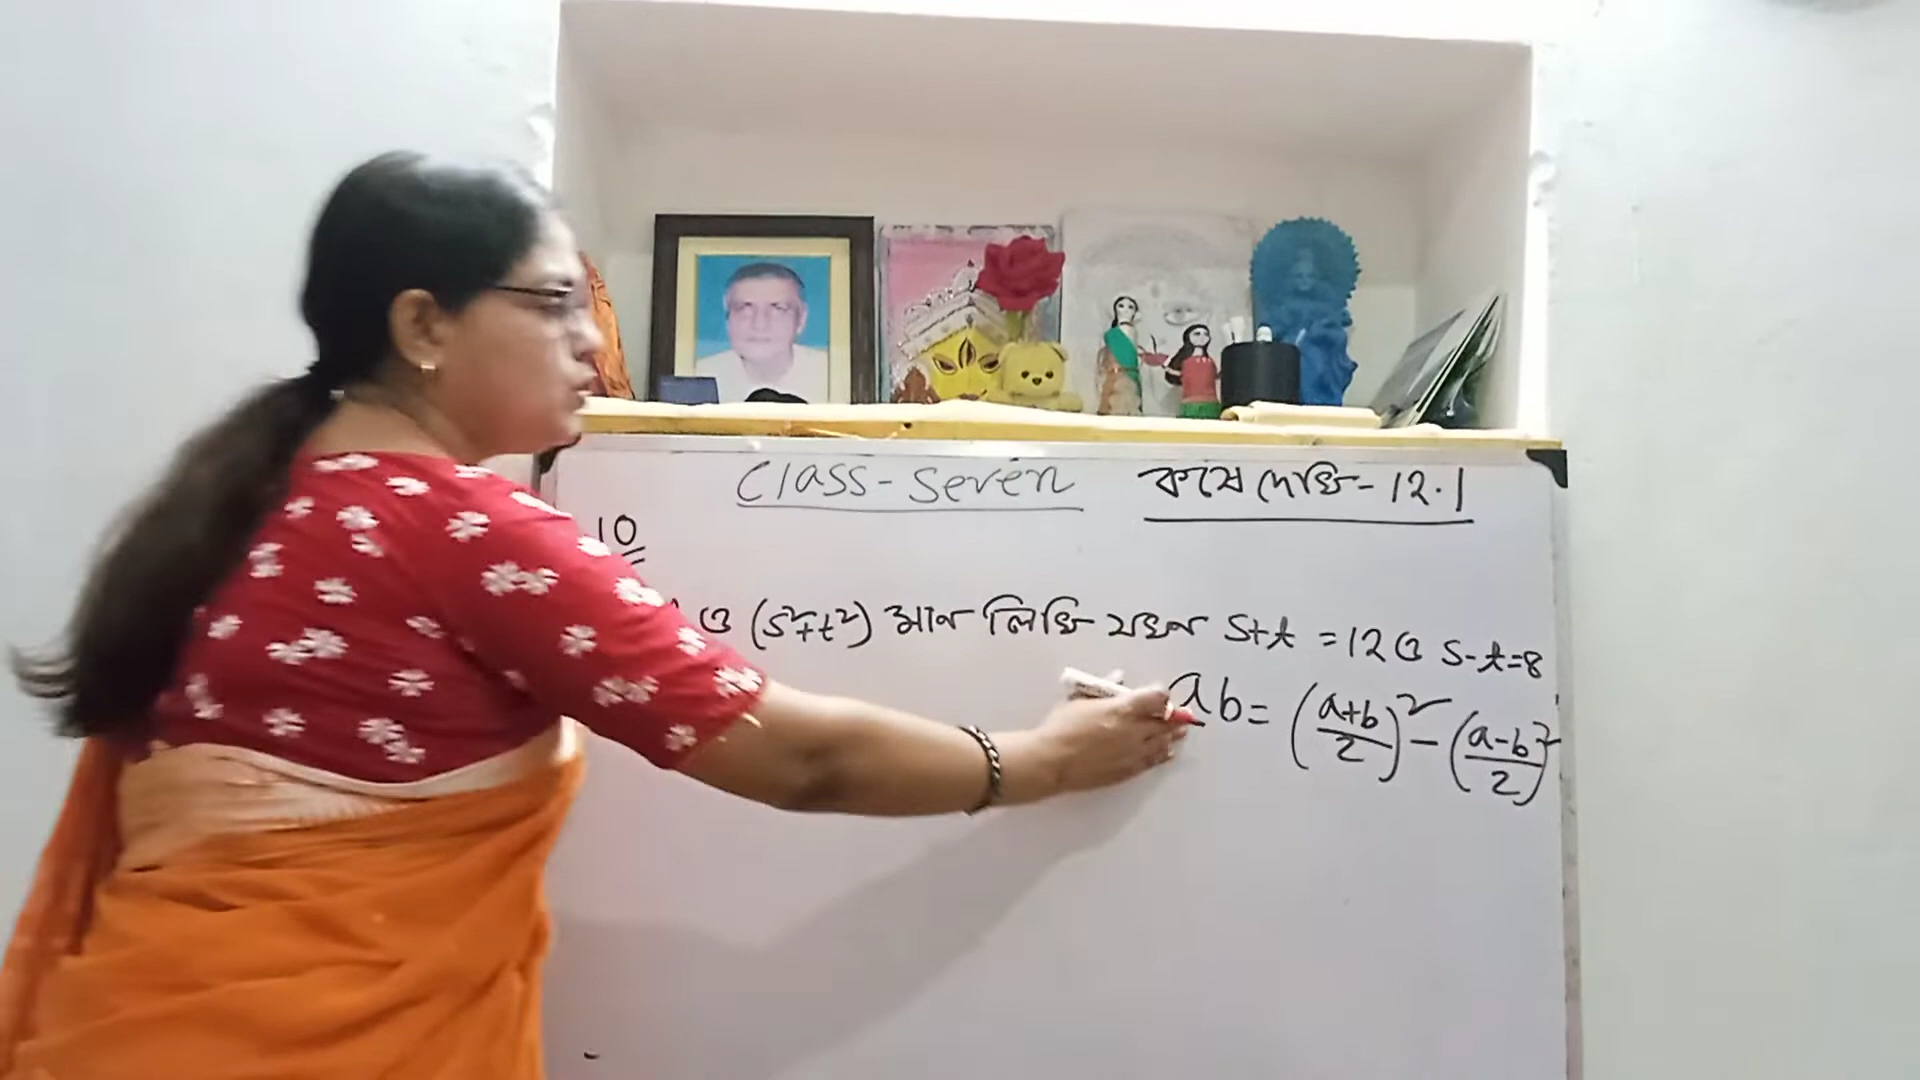 Class-Seven কষে দেখি-12.1
10
ও (s²+t²) মান লিখি যখন s+t =12 ও s-t=8
ab= (a+b/2)² - (a-b/2)²